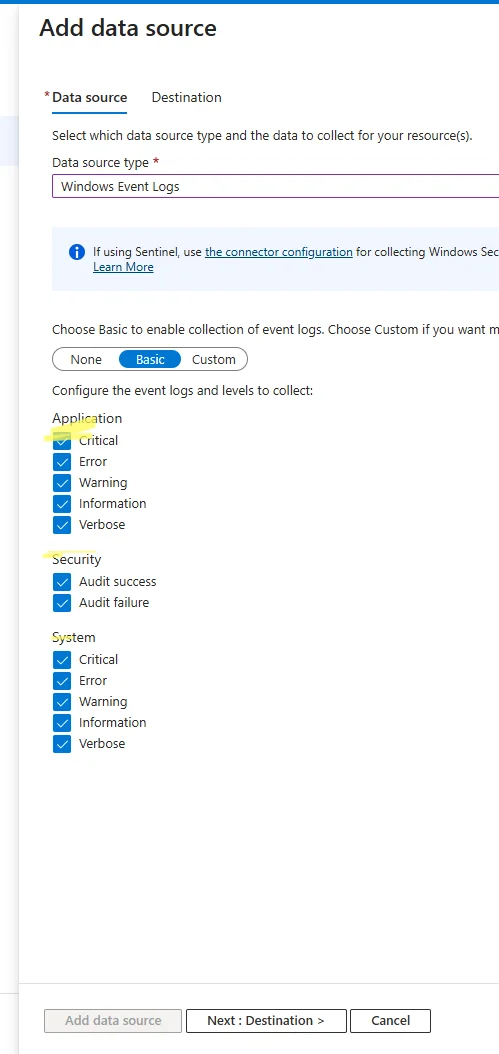 Add data source
* Data source Destination
Select which data source type and the data to collect for your resource(s).
Data source type *
Windows Event Logs
If using Sentinel, use the connector configuration for collecting Windows Sec
Learn More
Choose Basic to enable collection of event logs. Choose Custom if you want m
None Basic Custom
Configure the event logs and levels to collect:
Application
Critical
Error
Warning
Information
Verbose
Security
Audit success
Audit failure
System
Critical
Error
Warning
Information
Verbose
Add data source Next : Destination > Cancel